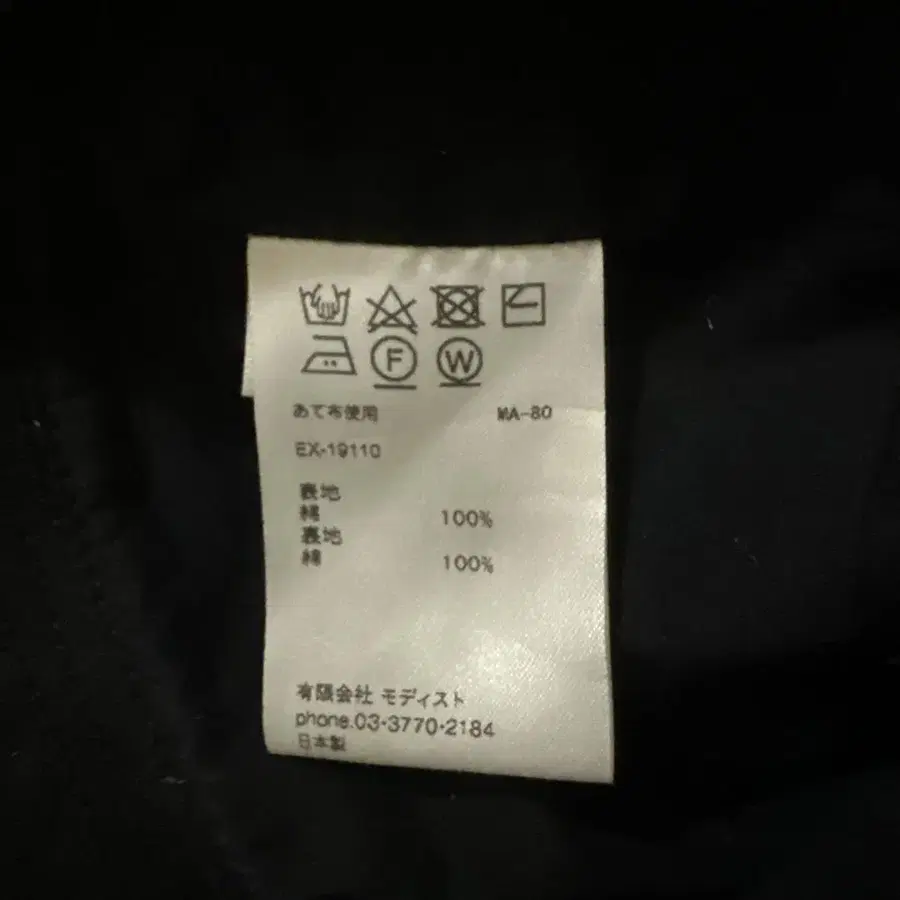 F W
あて布使用 MA-80
EX-19110
表地
綿 100%
裏地
綿 100%
有限会社 モディスト
phone.03・3770・2184
日本製